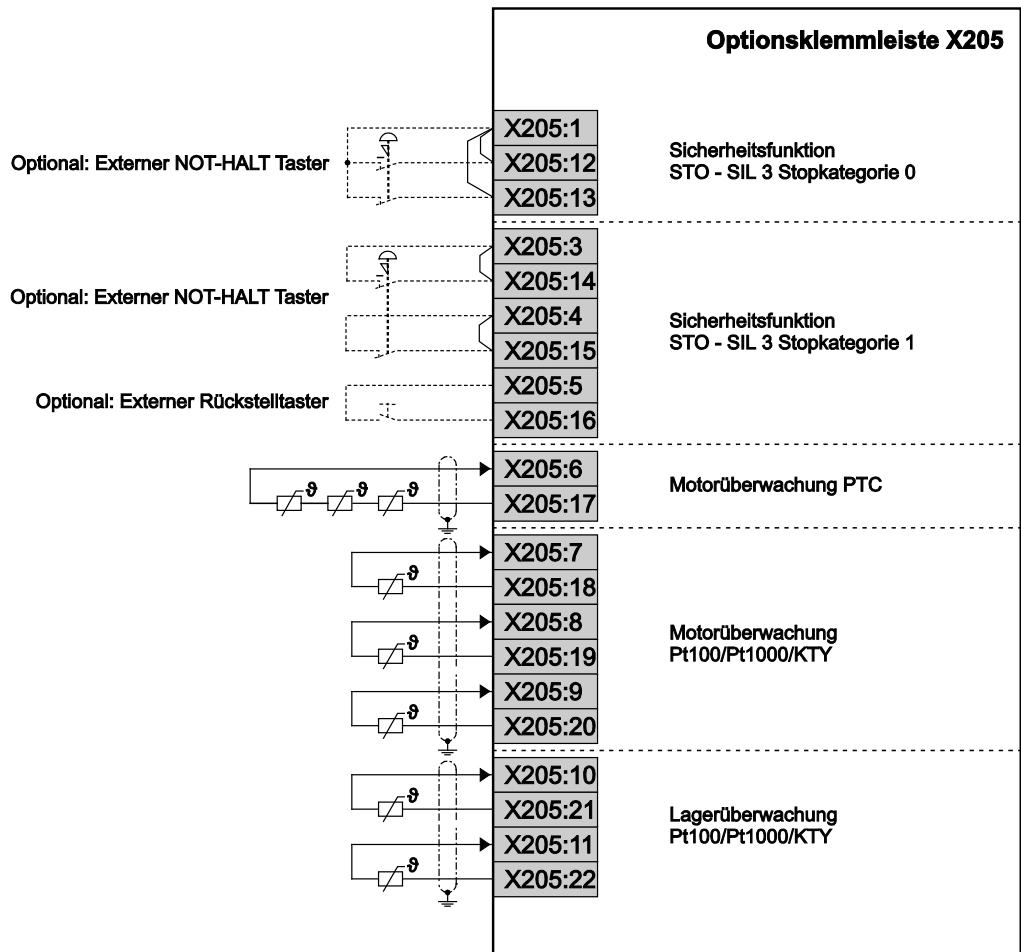 Optionsklemmleiste X205
Optional: Externer NOT-HALT Taster
X205:1
X205:12
X205:13
Sicherheitsfunktion
STO - SIL 3 Stopkategorie 0
Optional: Externer NOT-HALT Taster
Optional: Externer Rückstelltaster
X205:3
X205:14
X205:4
X205:15
X205:5
X205:16
Sicherheitsfunktion
STO - SIL 3 Stopkategorie 1
ϑ ϑ ϑ
X205:6
X205:17
Motorüberwachung PTC
ϑ
ϑ
ϑ
X205:7
X205:18
X205:8
X205:19
X205:9
X205:20
Motorüberwachung
Pt100/Pt1000/KTY
ϑ
ϑ
X205:10
X205:21
X205:11
X205:22
Lagerüberwachung
Pt100/Pt1000/KTY